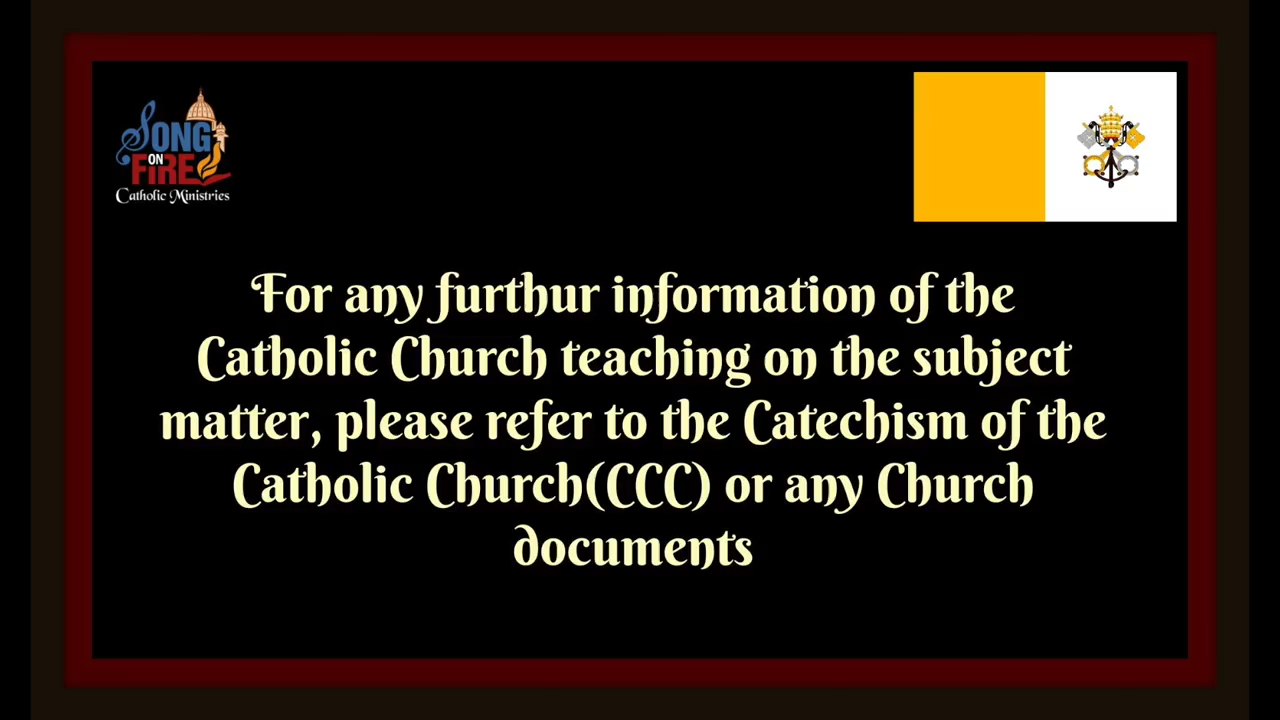 SONG
ON
FIRE
Catholic Ministries
For any furthur information of the
Catholic Church teaching on the subject
matter, please refer to the Catechism of the
Catholic Church(CCC) or any Church
documents